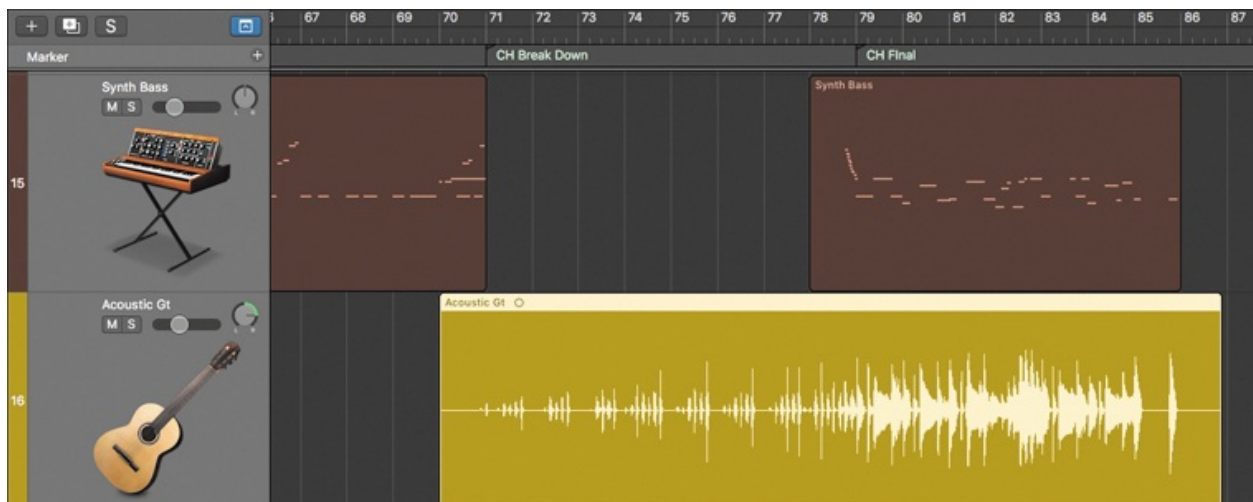 S
67 68 69 70 71 72 73 74 75 76 77 78 79 80 81 82 83 84 85 86 87
Marker + CH Break Down CH Final
Synth Bass Synth Bass
M S
L R
15
Acoustic Gt Acoustic Gt
M S
L R
16